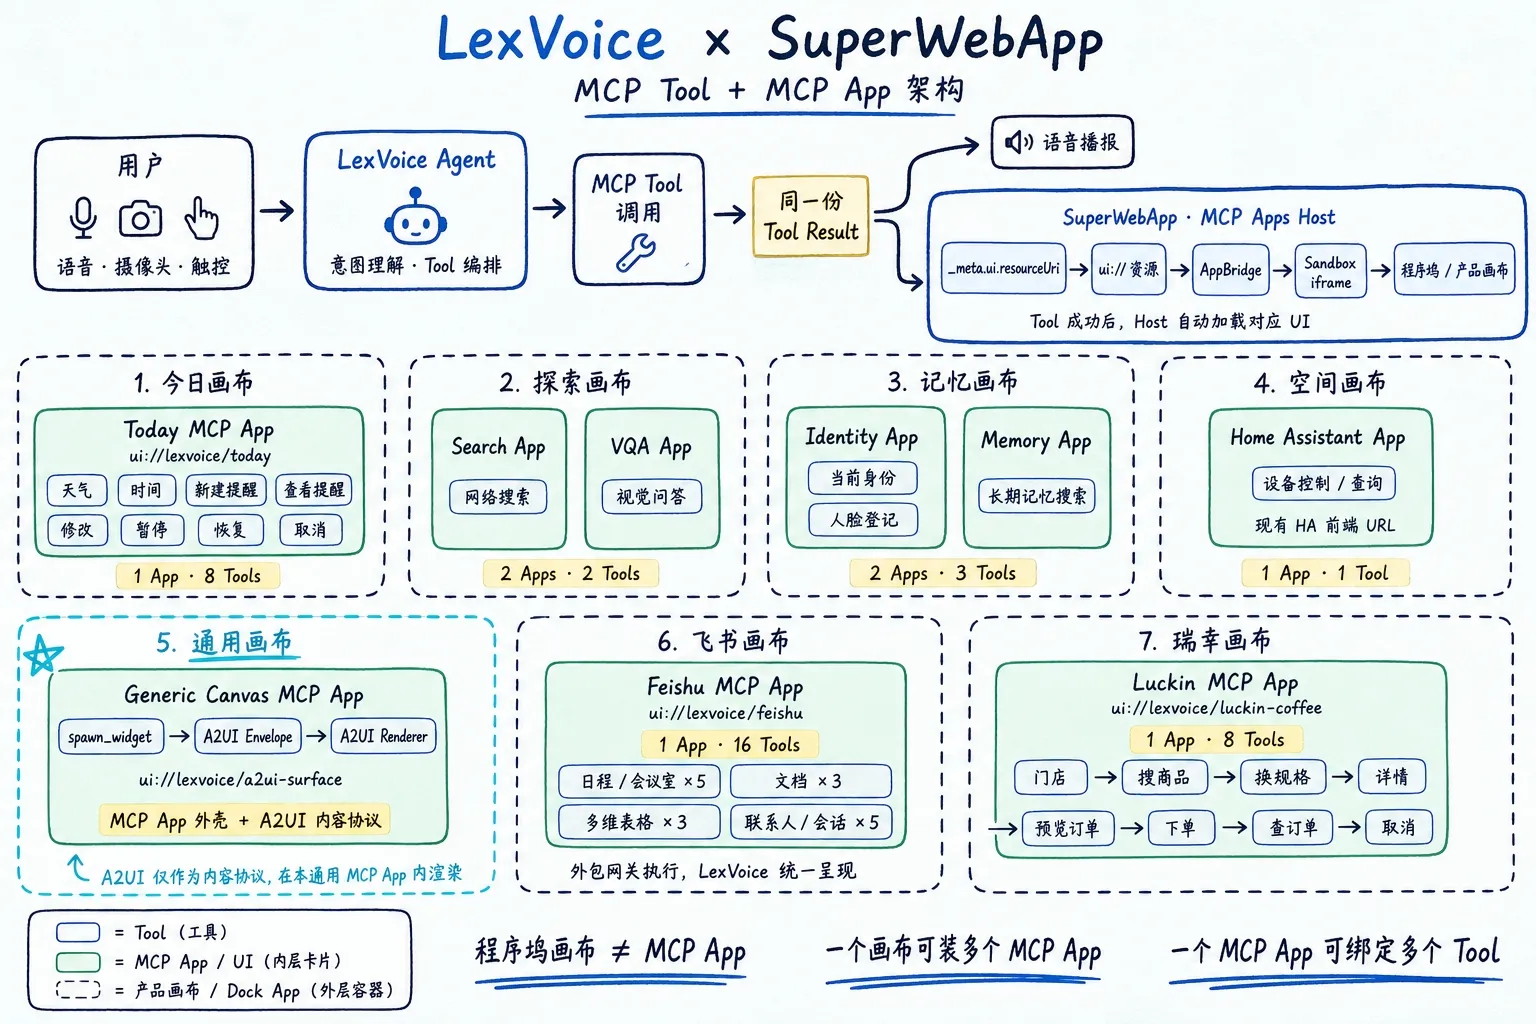 LexVoice x SuperWebApp
MCP Tool + MCP App 架构
用户
语音 · 摄像头 · 触控
LexVoice Agent
意图理解 · Tool 编排
MCP Tool
调用
同一份
Tool Result
语音播报
SuperWebApp · MCP Apps Host
_meta.ui.resourceUri
ui:// 资源
AppBridge
Sandbox
iframe
程序坞 / 产品画布
Tool 成功后, Host 自动加载对应 UI
1. 今日画布
Today MCP App
ui://lexvoice/today
天气
时间
新建提醒
查看提醒
修改
暂停
恢复
取消
1 App · 8 Tools
2. 探索画布
Search App
网络搜索
VQA App
视觉问答
2 Apps · 2 Tools
3. 记忆画布
Identity App
当前身份
人脸登记
Memory App
长期记忆搜索
2 Apps · 3 Tools
4. 空间画布
Home Assistant App
设备控制 / 查询
现有 HA 前端 URL
1 App · 1 Tool
5. 通用画布
Generic Canvas MCP App
spawn_widget
A2UI Envelope
A2UI Renderer
ui://lexvoice/a2ui-surface
MCP App 外壳 + A2UI 内容协议
A2UI 仅作为内容协议, 在本通用 MCP App 内渲染
6. 飞书画布
Feishu MCP App
ui://lexvoice/feishu
1 App · 16 Tools
日程 / 会议室 ×5
文档 ×3
多维表格 ×3
联系人 / 会话 ×5
外包网关执行, LexVoice 统一呈现
7. 瑞幸画布
Luckin MCP App
ui://lexvoice/luckin-coffee
1 App · 8 Tools
门店
搜商品
换规格
详情
预览订单
下单
查订单
取消
= Tool (工具)
= MCP App / UI (内层卡片)
= 产品画布 / Dock App (外层容器)
程序坞画布 ≠ MCP App
一个画布可装多个 MCP App
一个 MCP App 可绑定多个 Tool